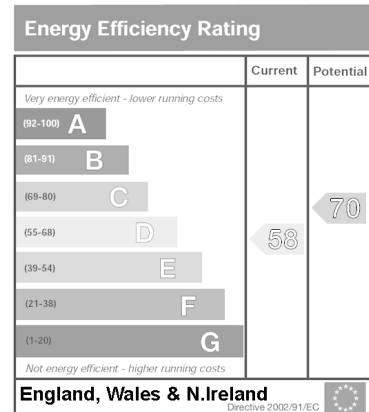 Energy Efficiency Rating
Current Potential
Very energy efficient - lower running costs
(92-100) A
(81-91) B
(69-80) C
70
(55-68) D
58
(39-54) E
(21-38) F
(1-20) G
Not energy efficient - higher running costs
England, Wales & N.Ireland
Directive 2002/91/EC